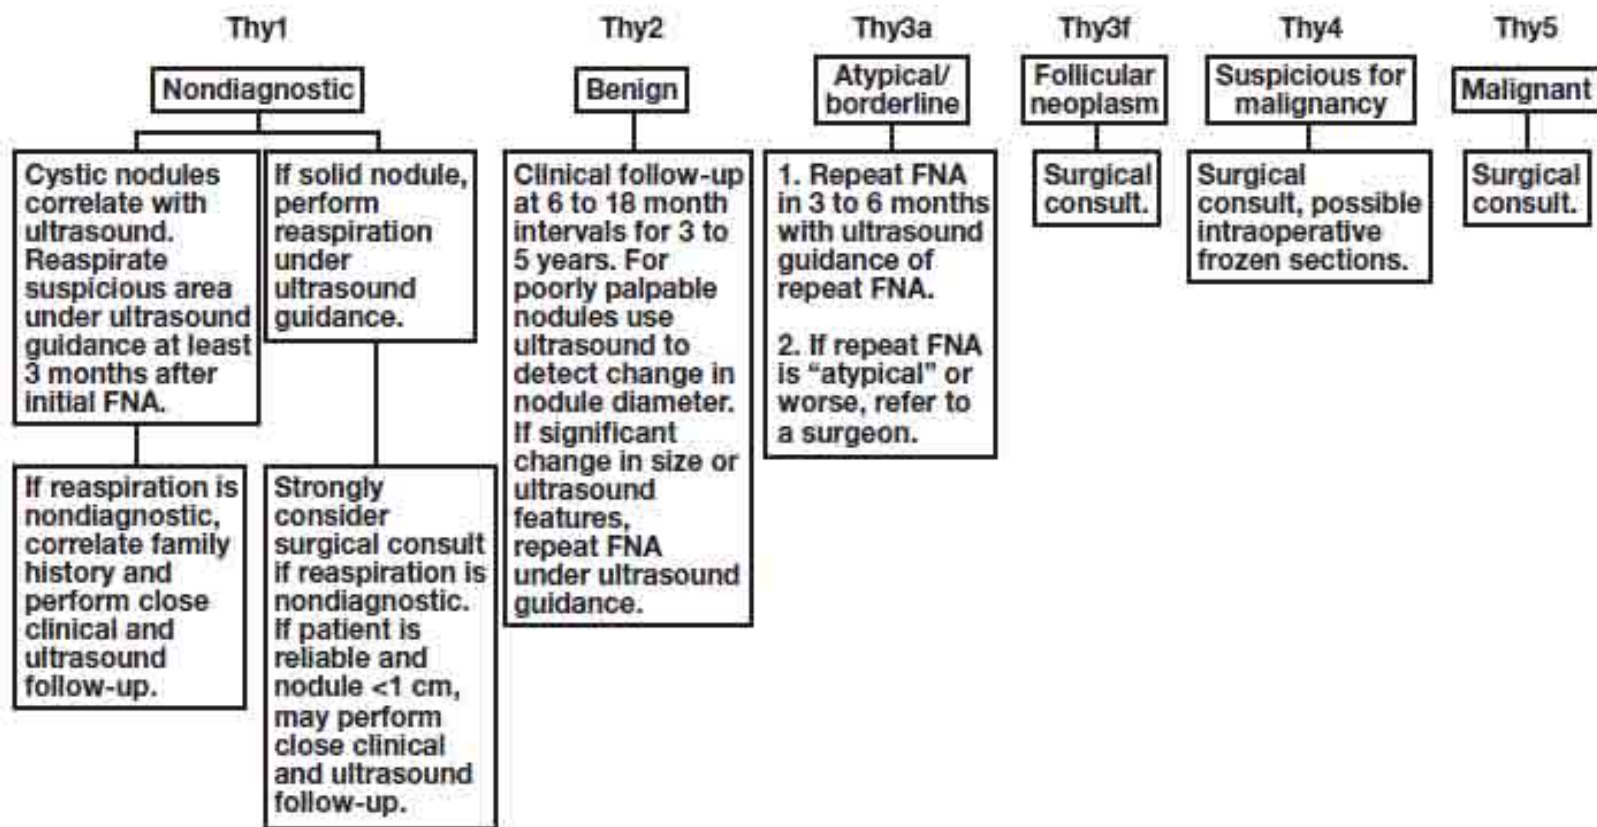 Thy1
Thy2
Thy3a
Thy3f
Thy4
Thy5
Nondiagnostic
Benign
Atypical/
borderline
Follicular
neoplasm
Suspicious for
malignancy
Malignant
Cystic nodules
correlate with
ultrasound.
Reaspirate
suspicious area
under ultrasound
guidance at least
3 months after
initial FNA.
If solid nodule,
perform
reaspiration
under
ultrasound
guidance.
Clinical follow-up
at 6 to 18 month
intervals for 3 to
5 years. For
poorly palpable
nodules use
ultrasound to
detect change in
nodule diameter.
If significant
change in size or
ultrasound
features,
repeat FNA
under ultrasound
guidance.
1. Repeat FNA
in 3 to 6 months
with ultrasound
guidance of
repeat FNA.
2. If repeat FNA
is “atypical” or
worse, refer to
a surgeon.
Surgical
consult.
Surgical
consult, possible
intraoperative
frozen sections.
Surgical
consult.
If reaspiration is
nondiagnostic,
correlate family
history and
perform close
clinical and
ultrasound
follow-up.
Strongly
consider
surgical consult
if reaspiration is
nondiagnostic.
If patient is
reliable and
nodule <1 cm,
may perform
close clinical
and ultrasound
follow-up.